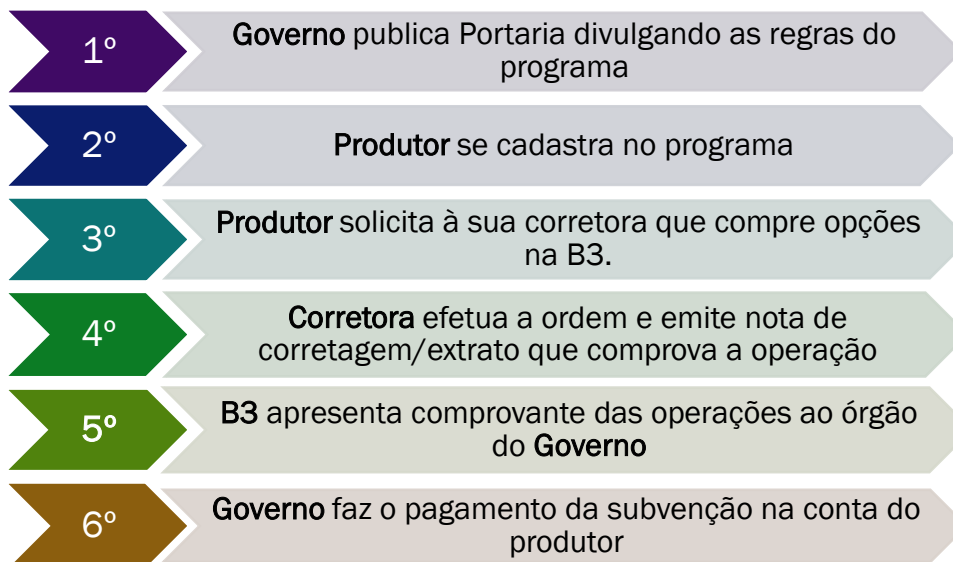 1º
Governo publica Portaria divulgando as regras do
programa
2º
Produtor se cadastra no programa
3º
Produtor solicita à sua corretora que compre opções
na B3.
4º
Corretora efetua a ordem e emite nota de
corretagem/extrato que comprova a operação
5º
B3 apresenta comprovante das operações ao órgão
do Governo
6º
Governo faz o pagamento da subvenção na conta do
produtor